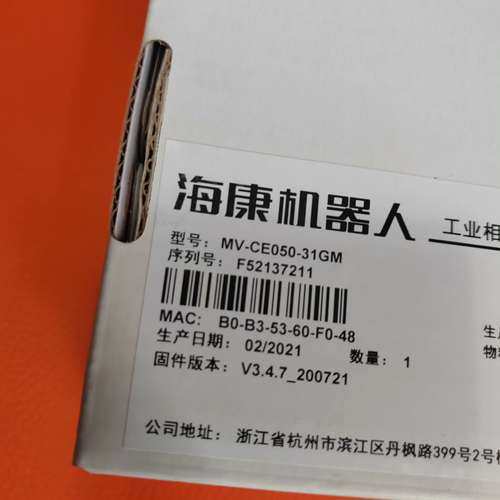 海康机器人 工业相
型号： MV-CE050-31GM
序列号： F52137211
MAC: B0-B3-53-60-F0-48
生产日期： 02/2021 数量： 1 物料
固件版本： V3.4.7_200721
公司地址： 浙江省杭州市滨江区丹枫路399号2号